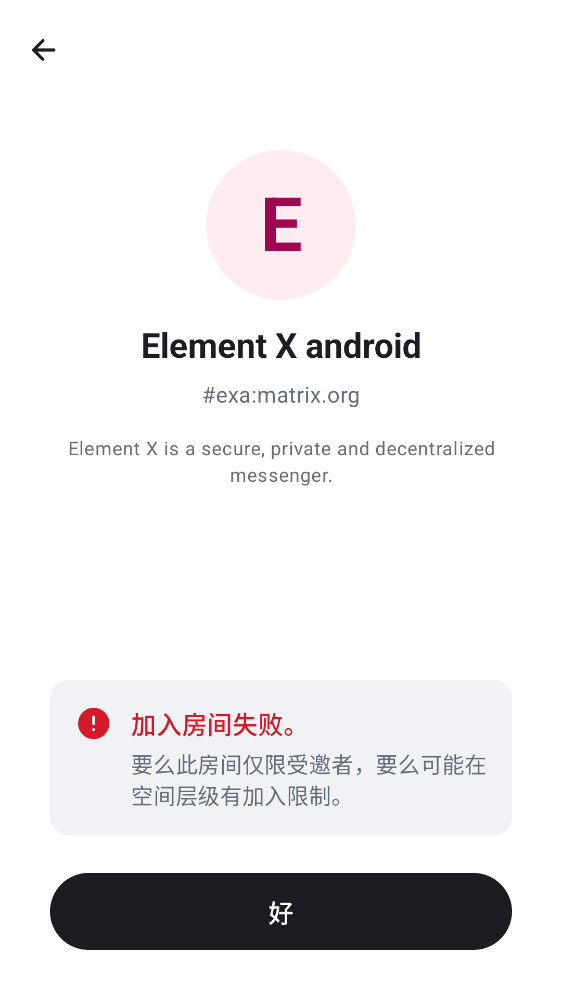 E
Element X android
#exa:matrix.org
Element X is a secure, private and decentralized
messenger.
加入房间失败。
要么此房间仅限受邀者，要么可能在
空间层级有加入限制。
好